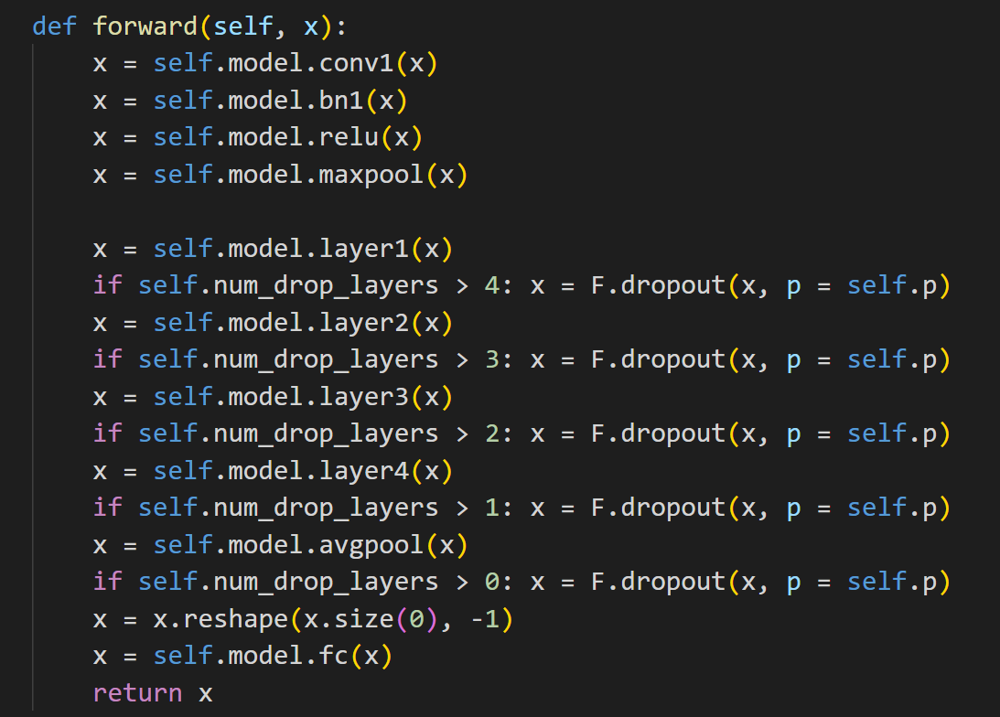 def forward(self, x):
    x = self.model.conv1(x)
    x = self.model.bn1(x)
    x = self.model.relu(x)
    x = self.model.maxpool(x)

    x = self.model.layer1(x)
    if self.num_drop_layers > 4: x = F.dropout(x, p = self.p)
    x = self.model.layer2(x)
    if self.num_drop_layers > 3: x = F.dropout(x, p = self.p)
    x = self.model.layer3(x)
    if self.num_drop_layers > 2: x = F.dropout(x, p = self.p)
    x = self.model.layer4(x)
    if self.num_drop_layers > 1: x = F.dropout(x, p = self.p)
    x = self.model.avgpool(x)
    if self.num_drop_layers > 0: x = F.dropout(x, p = self.p)
    x = x.reshape(x.size(0), -1)
    x = self.model.fc(x)
    return x